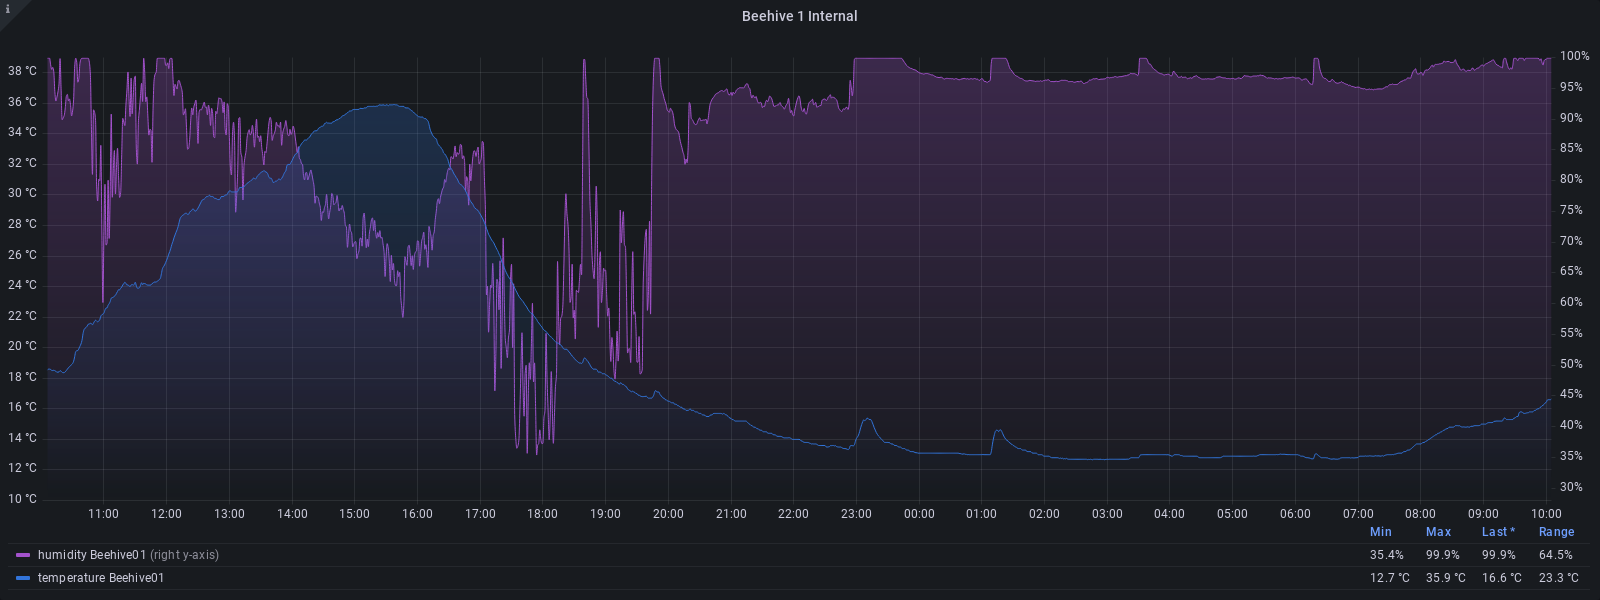 i
Beehive 1 Internal
38 °C
36 °C
34 °C
32 °C
30 °C
28 °C
26 °C
24 °C
22 °C
20 °C
18 °C
16 °C
14 °C
12 °C
10 °C
100%
95%
90%
85%
80%
75%
70%
65%
60%
55%
50%
45%
40%
35%
30%
11:00 12:00 13:00 14:00 15:00 16:00 17:00 18:00 19:00 20:00 21:00 22:00 23:00 00:00 01:00 02:00 03:00 04:00 05:00 06:00 07:00 08:00 09:00 10:00
Min Max Last * Range
humidity Beehive01 (right y-axis) 35.4% 99.9% 99.9% 64.5%
temperature Beehive01 12.7 °C 35.9 °C 16.6 °C 23.3 °C